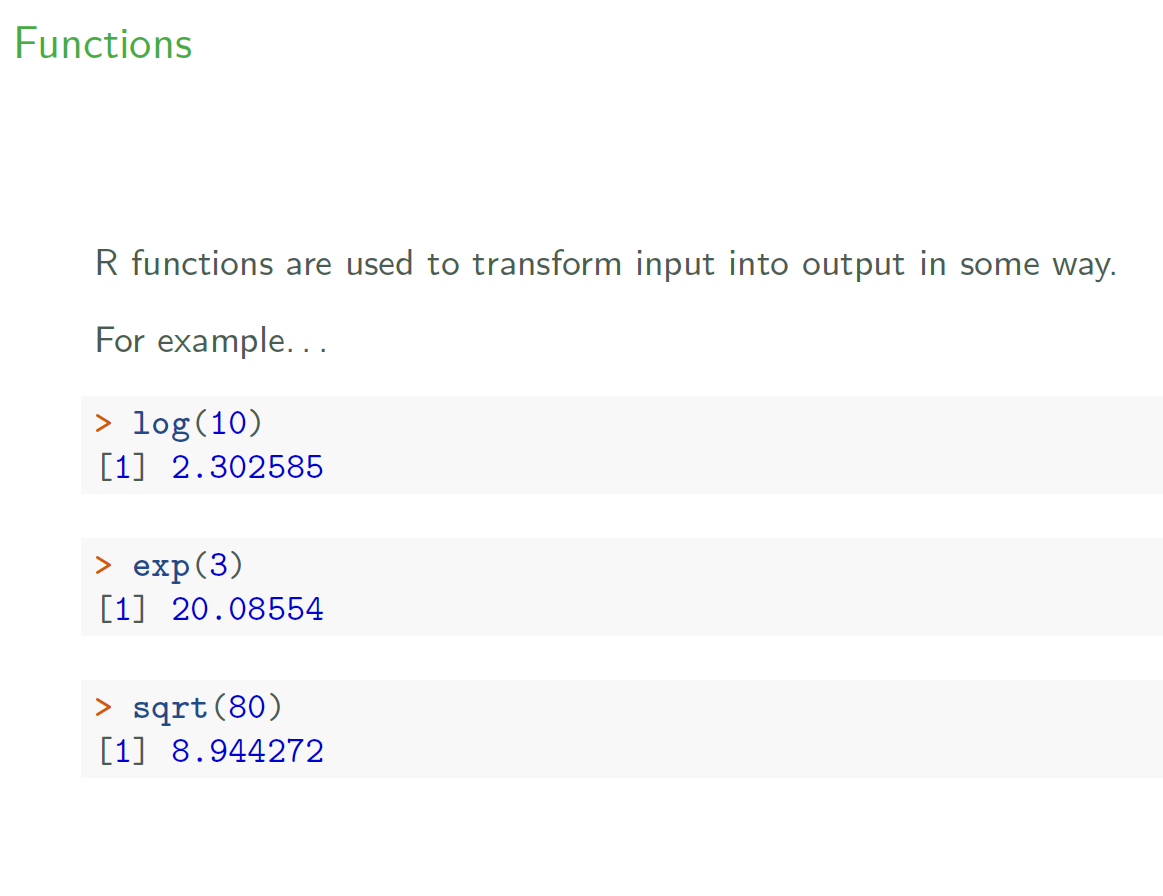 Functions
R functions are used to transform input into output in some way.
For example. . .
> log(10)
[1] 2.302585
> exp(3)
[1] 20.08554
> sqrt(80)
[1] 8.944272